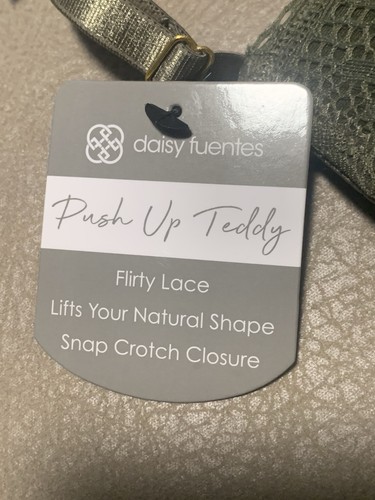 daisy fuentes
Push Up Teddy
Flirty Lace
Lifts Your Natural Shape
Snap Crotch Closure